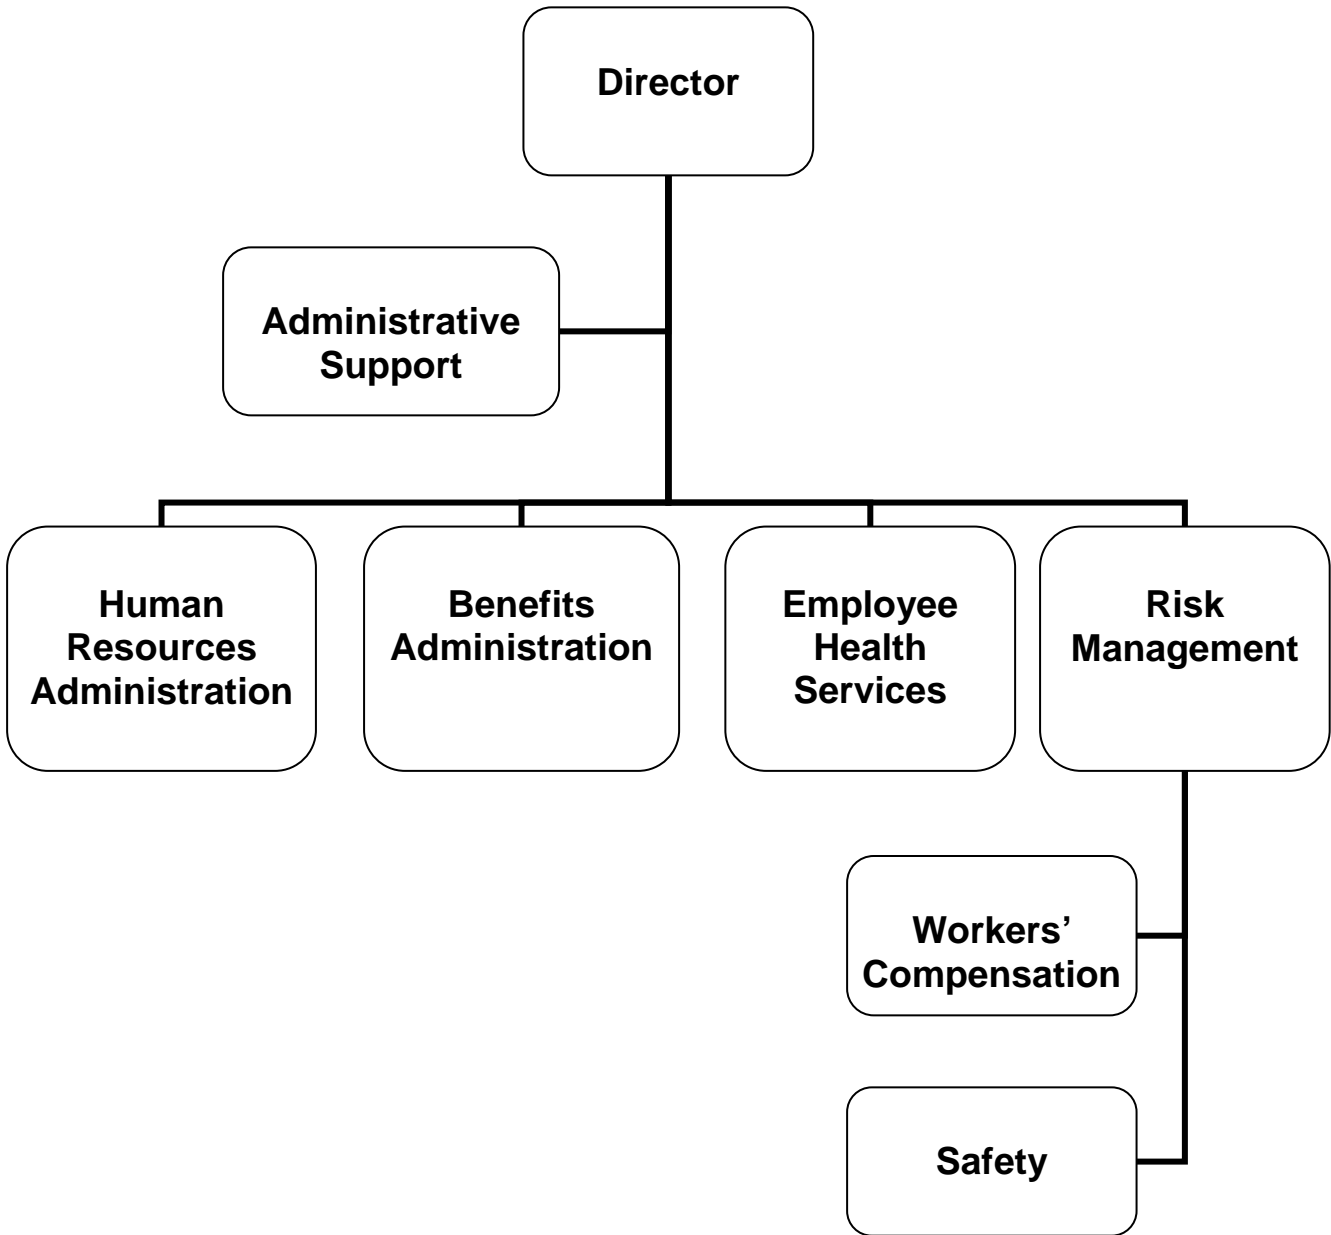 Director
Administrative
Support
Human
Resources
Administration
Benefits
Administration
Employee
Health
Services
Risk
Management
Workers’
Compensation
Safety